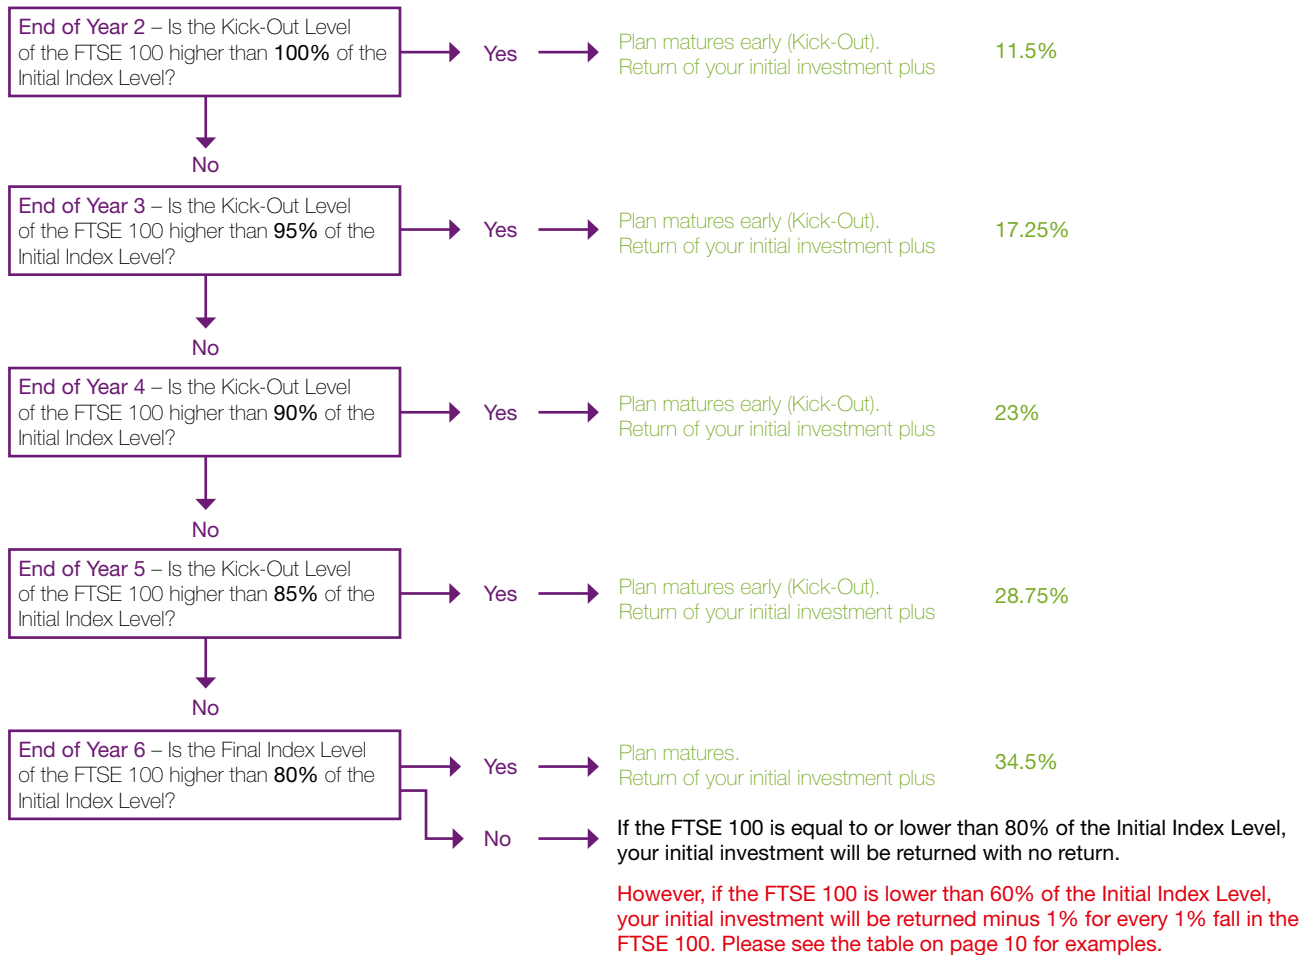 End of Year 2 – Is the Kick-Out Level
of the FTSE 100 higher than 100% of the
Initial Index Level?
Yes
Plan matures early (Kick-Out).
Return of your initial investment plus
11.5%
No
End of Year 3 – Is the Kick-Out Level
of the FTSE 100 higher than 95% of the
Initial Index Level?
Yes
Plan matures early (Kick-Out).
Return of your initial investment plus
17.25%
No
End of Year 4 – Is the Kick-Out Level
of the FTSE 100 higher than 90% of the
Initial Index Level?
Yes
Plan matures early (Kick-Out).
Return of your initial investment plus
23%
No
End of Year 5 – Is the Kick-Out Level
of the FTSE 100 higher than 85% of the
Initial Index Level?
Yes
Plan matures early (Kick-Out).
Return of your initial investment plus
28.75%
No
End of Year 6 – Is the Final Index Level
of the FTSE 100 higher than 80% of the
Initial Index Level?
Yes
Plan matures.
Return of your initial investment plus
34.5%
No
If the FTSE 100 is equal to or lower than 80% of the Initial Index Level,
your initial investment will be returned with no return.
However, if the FTSE 100 is lower than 60% of the Initial Index Level,
your initial investment will be returned minus 1% for every 1% fall in the
FTSE 100. Please see the table on page 10 for examples.